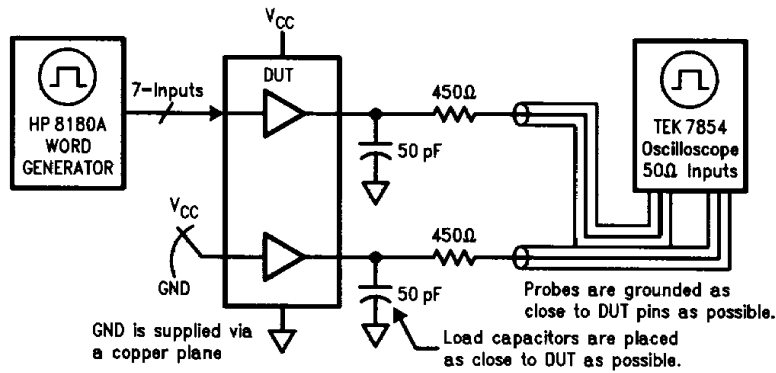 VCC
HP 8180A
WORD
GENERATOR
7-Inputs
DUT
450Ω
50 pF
TEK 7854
Oscilloscope
50Ω Inputs
VCC
GND
450Ω
50 pF
Probes are grounded as
close to DUT pins as possible.
GND is supplied via
a copper plane
Load capacitors are placed
as close to DUT as possible.